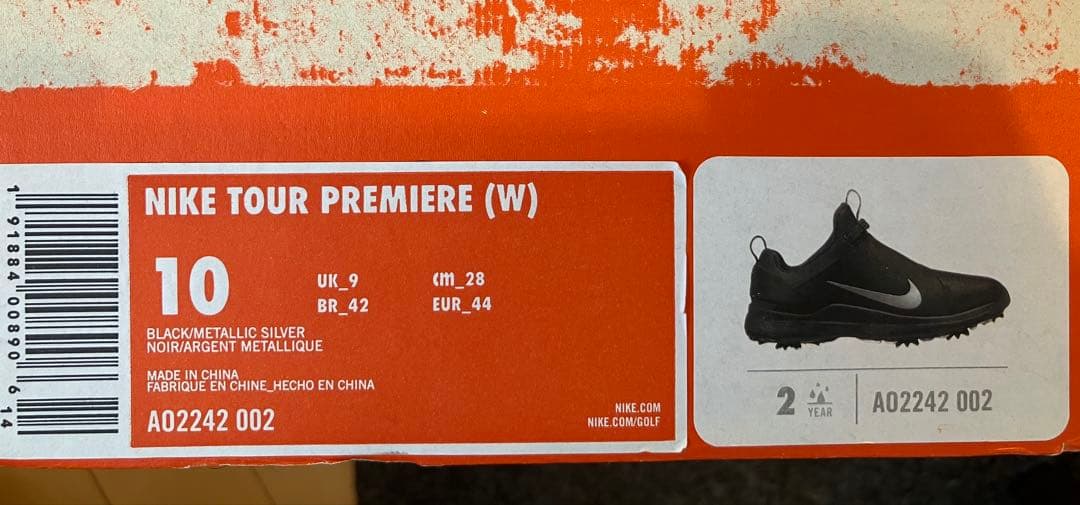 NIKE TOUR PREMIERE (W)
10
UK_9 cm_28
BR_42 EUR_44
BLACK/METALLIC SILVER
NOIR/ARGENT METALLIQUE
MADE IN CHINA
FABRIQUE EN CHINE_HECHO EN CHINA
AO2242 002
NIKE.COM
NIKE.COM/GOLF
1 91884 00890 6 14
2 YEAR
AO2242 002